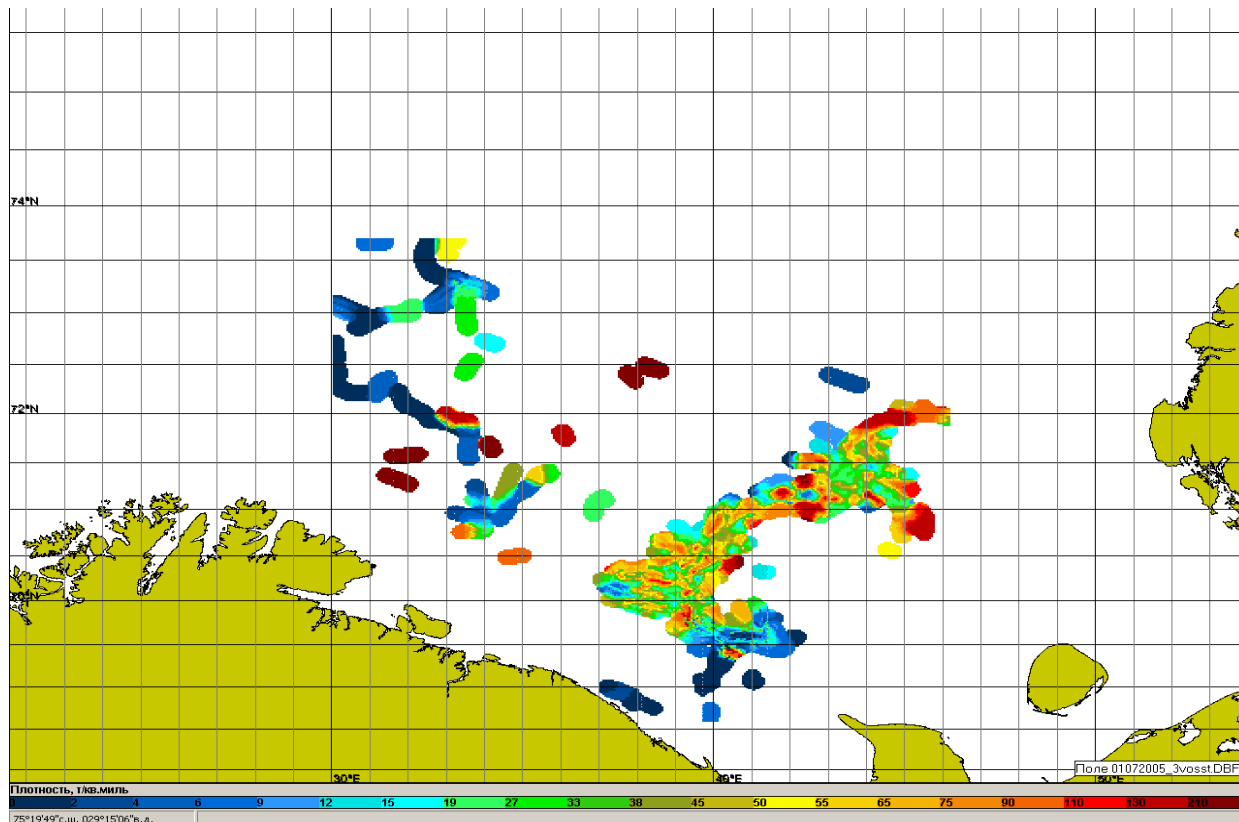 74°N
72°N
70°N
30°E
49°E
50°E
Поле 01072005_3vosst.DBF
Плотность, т/кв.миль
0 2 4 6 9 12 15 19 27 33 38 45 50 55 65 75 90 110 130 210
75°19'49"с.ш. 029°15'06"в.д.